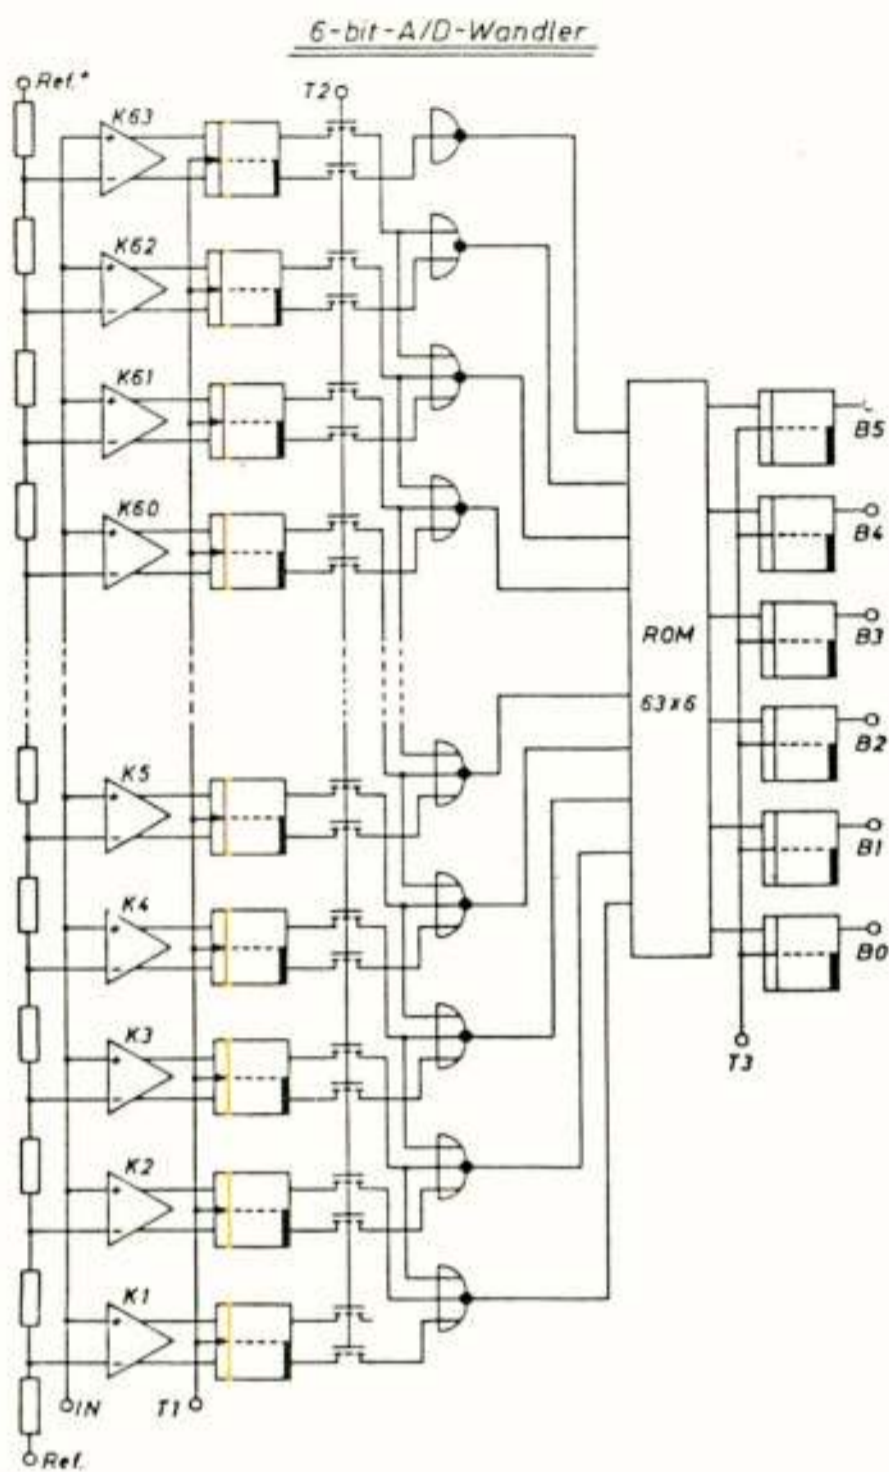 6-bit-A/D-Wandler
Ref.+
T2
K63
K62
K61
K60
B5
B4
ROM
B3
63x6
B2
K5
B1
K4
B0
K3
T3
K2
K1
IN
T1
Ref.